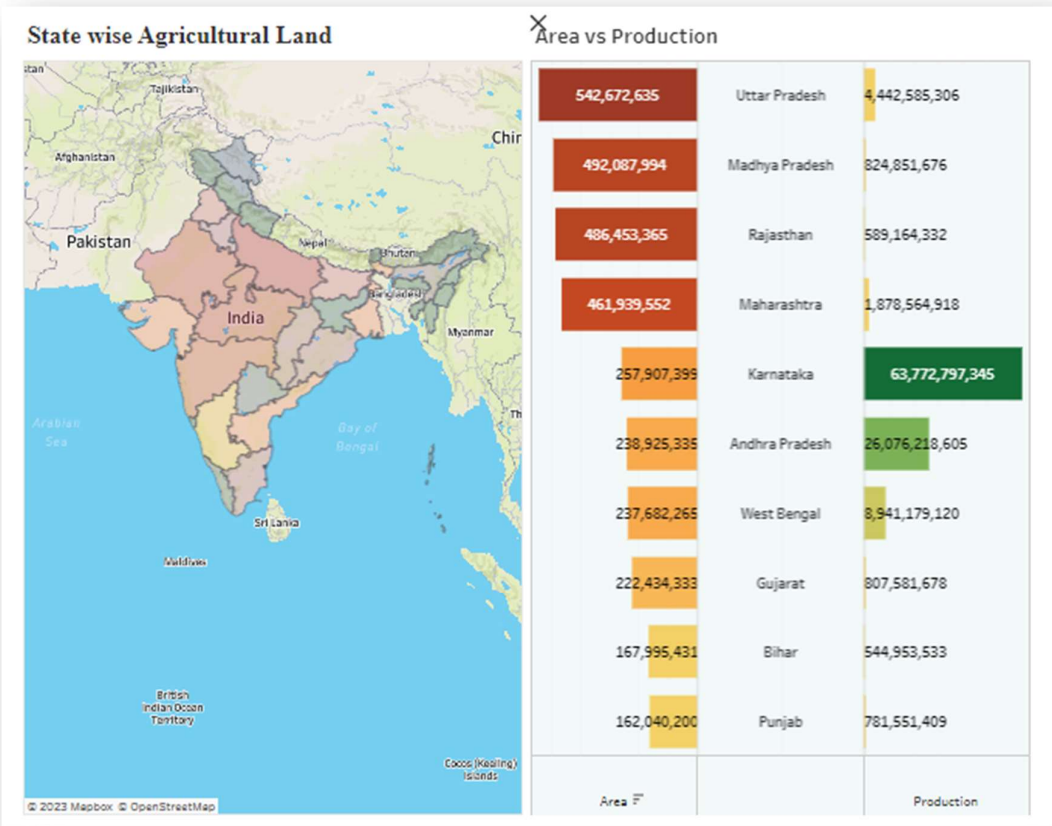 State wise Agricultural Land
stan
Tajikistan
Chin
Afghanistan
Pakistan
Nepal
Bhutan
Bangladesh
India
Myanmar
Th
Arabian
Sea
Bay of
Bengal
Sri Lanka
Maldives
British
Indian Ocean
Territory
Cocos (Keeling)
Islands
© 2023 Mapbox © OpenStreetMap
Area vs Production
542,672,635 Uttar Pradesh 4,442,585,306
492,087,994 Madhya Pradesh 824,851,676
486,453,365 Rajasthan 589,164,332
461,939,552 Maharashtra 1,878,564,918
257,907,399 Karnataka 63,772,797,345
238,925,335 Andhra Pradesh 26,076,218,605
237,682,265 West Bengal 8,941,179,120
222,434,333 Gujarat 807,581,678
167,995,431 Bihar 544,953,533
162,040,200 Punjab 781,551,409
Area Production